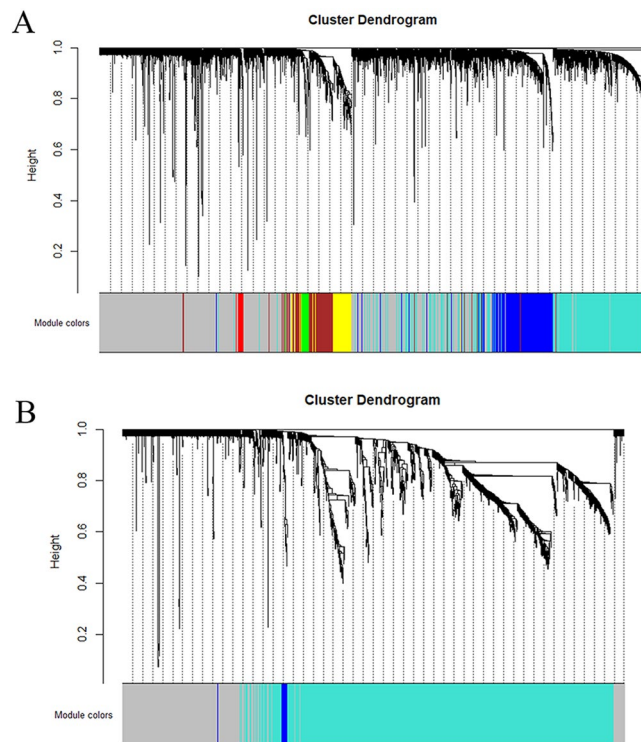 A
Cluster Dendrogram
Height
1.0
0.8
0.6
0.4
0.2
Module colors
B
Cluster Dendrogram
Height
1.0
0.8
0.6
0.4
0.2
Module colors